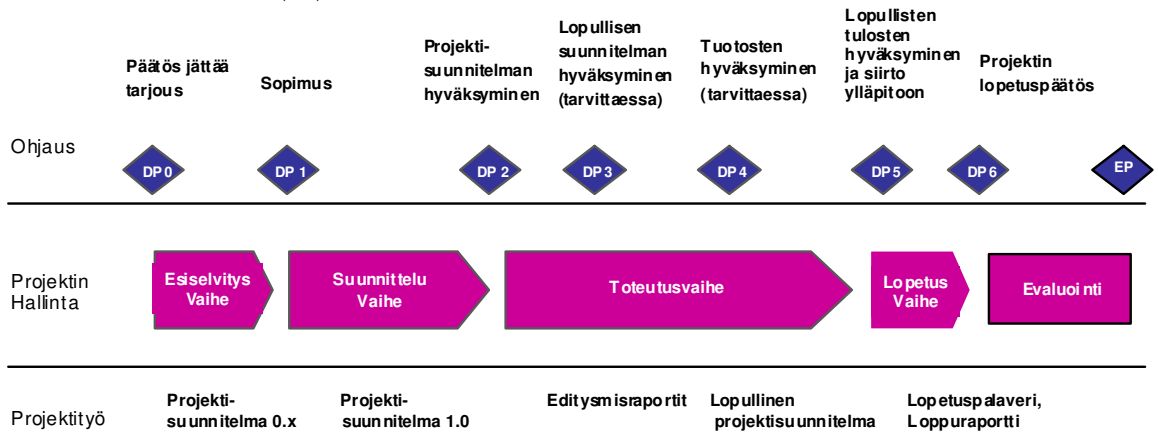 Päätös jättää
tarjous
Sopimus
Projekti-
suunnitelman
hyväksyminen
Lopullisen
suunnitelman
hyväksyminen
(tarvittaessa)
Tuotosten
hyväksyminen
(tarvittaessa)
Lopullisten
tulosten
hyväksyminen
ja siirto
ylläpitoon
Projektin
lopetuspäätös
Ohjaus
DP 0
DP 1
DP 2
DP 3
DP 4
DP 5
DP 6
EP
Projektin
Hallinta
Esiselvitys
Vaihe
Suunnittelu
Vaihe
Toteutusvaihe
Lopetus
Vaihe
Evaluointi
Projektityö
Projekti-
suunnitelma 0.x
Projekti-
suunnitelma 1.0
Editysmisraportit
Lopullinen
projektisuunnitelma
Lopetuspalaveri,
Loppuraportti